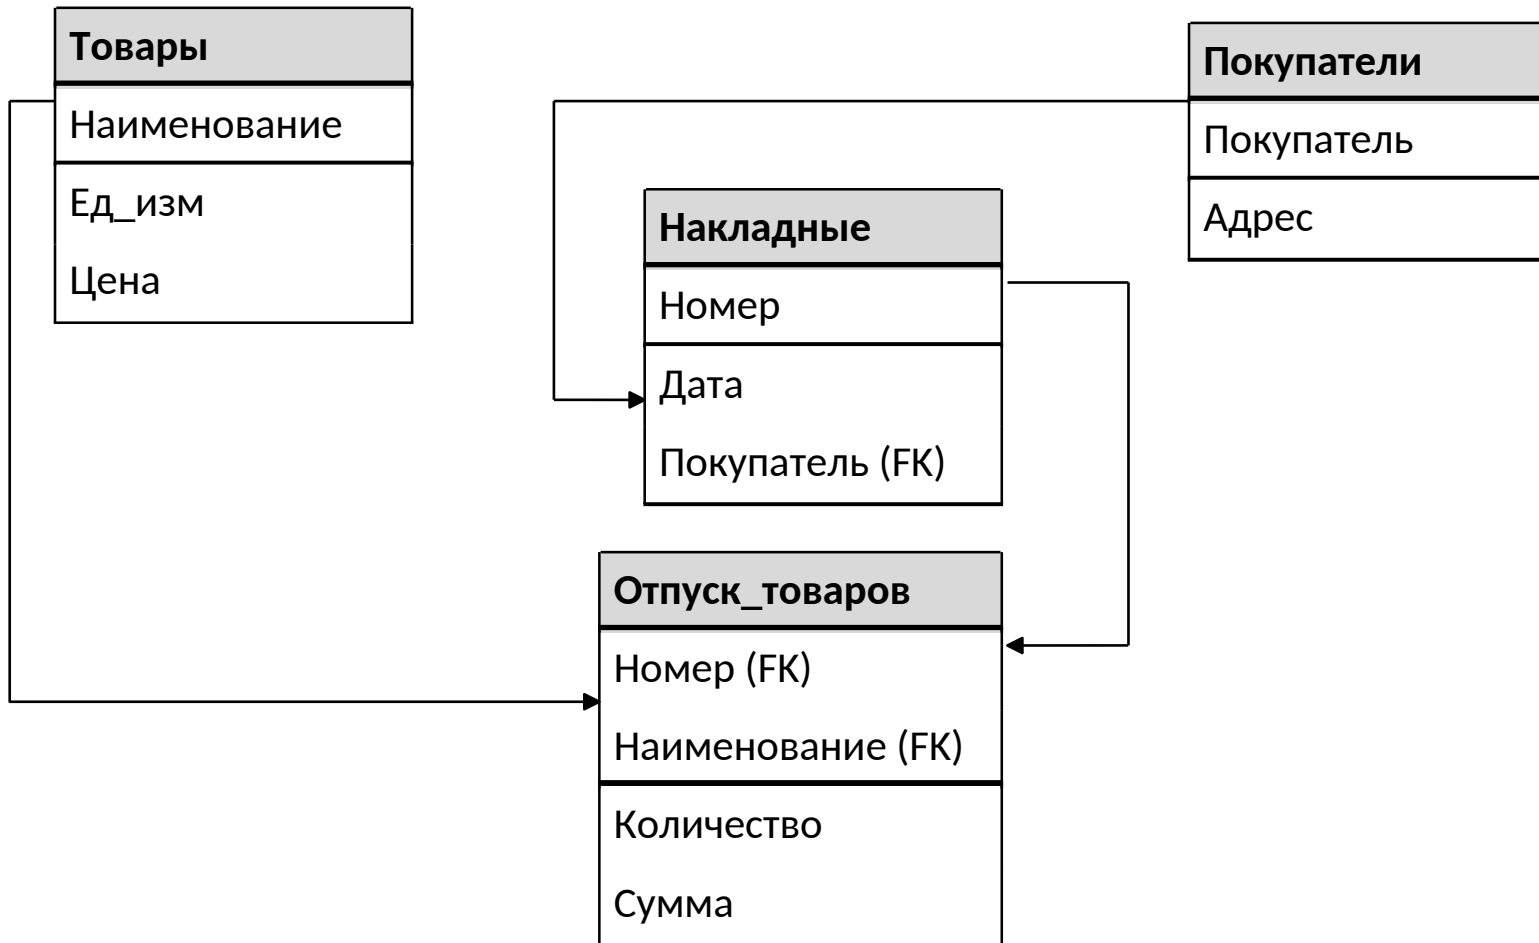 Товары
Наименование
Ед_изм
Цена
Покупатели
Покупатель
Адрес
Накладные
Номер
Дата
Покупатель (FK)
Отпуск_товаров
Номер (FK)
Наименование (FK)
Количество
Сумма